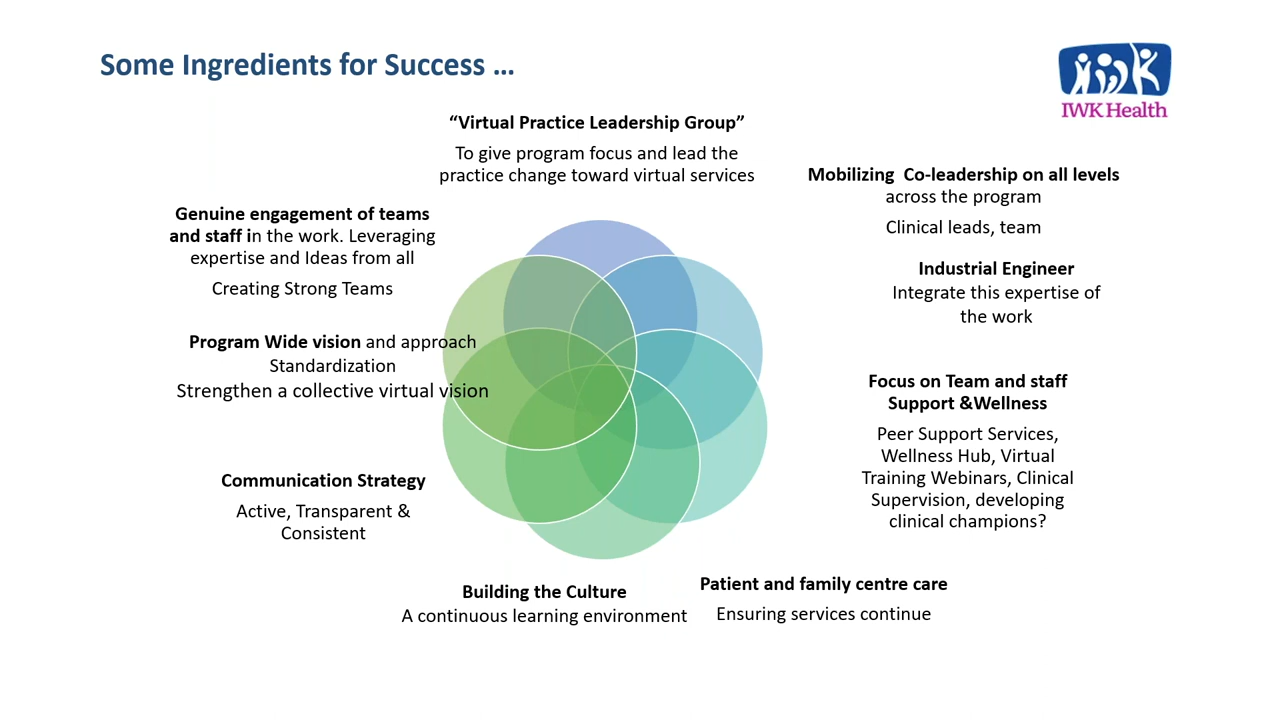 Some Ingredients for Success ...
IWK Health
“Virtual Practice Leadership Group”
To give program focus and lead the
practice change toward virtual services
Mobilizing  Co-leadership on all levels
across the program
Clinical leads, team
Industrial Engineer
Integrate this expertise of
the work
Focus on Team and staff
Support &Wellness
Peer Support Services,
Wellness Hub, Virtual
Training Webinars, Clinical
Supervision, developing
clinical champions?
Patient and family centre care
Ensuring services continue
Building the Culture
A continuous learning environment
Communication Strategy
Active, Transparent &
Consistent
Program Wide vision and approach
Standardization
Strengthen a collective virtual vision
Genuine engagement of teams
and staff in the work. Leveraging
expertise and Ideas from all
Creating Strong Teams